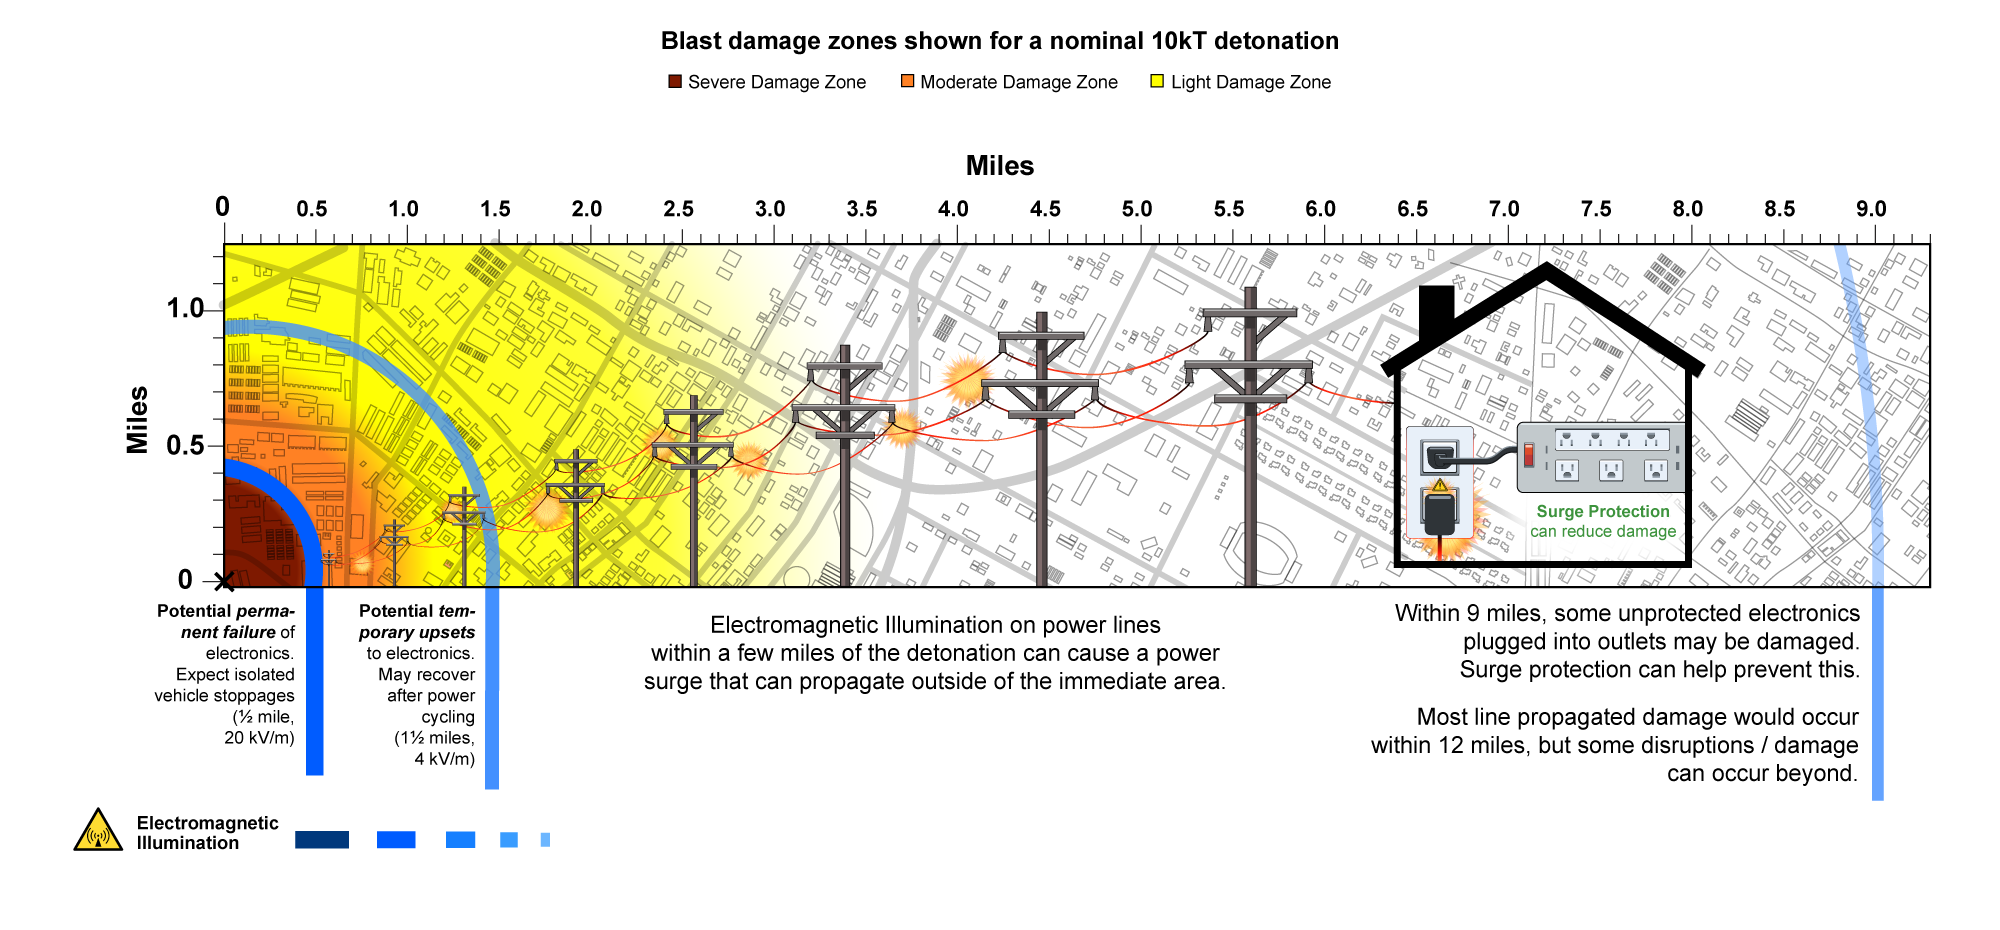 Blast damage zones shown for a nominal 10kT detonation
Severe Damage Zone
Moderate Damage Zone
Light Damage Zone
Miles
0 0.5 1.0 1.5 2.0 2.5 3.0 3.5 4.0 4.5 5.0 5.5 6.0 6.5 7.0 7.5 8.0 8.5 9.0
Miles
1.0
0.5
0
Surge Protection
can reduce damage
Potential perma-
nent failure of
electronics.
Expect isolated
vehicle stoppages
(½ mile,
20 kV/m)
Potential tem-
porary upsets
to electronics.
May recover
after power
cycling
(1½ miles,
4 kV/m)
Electromagnetic Illumination on power lines
within a few miles of the detonation can cause a power
surge that can propagate outside of the immediate area.
Within 9 miles, some unprotected electronics
plugged into outlets may be damaged.
Surge protection can help prevent this.
Most line propagated damage would occur
within 12 miles, but some disruptions / damage
can occur beyond.
Electromagnetic
Illumination